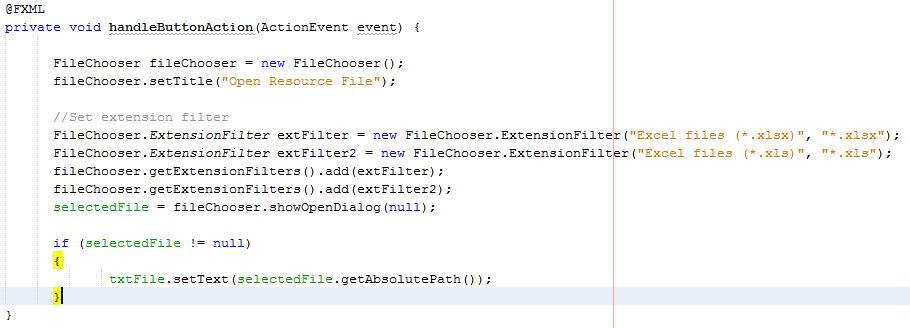 @FXML
private void handleButtonAction(ActionEvent event) {
FileChooser fileChooser = new FileChooser();
fileChooser.setTitle("Open Resource File");
//Set extension filter
FileChooser.ExtensionFilter extFilter = new FileChooser.ExtensionFilter("Excel files (*.xlsx)", "*.xlsx");
FileChooser.ExtensionFilter extFilter2 = new FileChooser.ExtensionFilter("Excel files (*.xls)", "*.xls");
fileChooser.getExtensionFilters().add(extFilter);
fileChooser.getExtensionFilters().add(extFilter2);
selectedFile = fileChooser.showOpenDialog(null);
if (selectedFile != null)
{
txtFile.setText(selectedFile.getAbsolutePath());
}
}